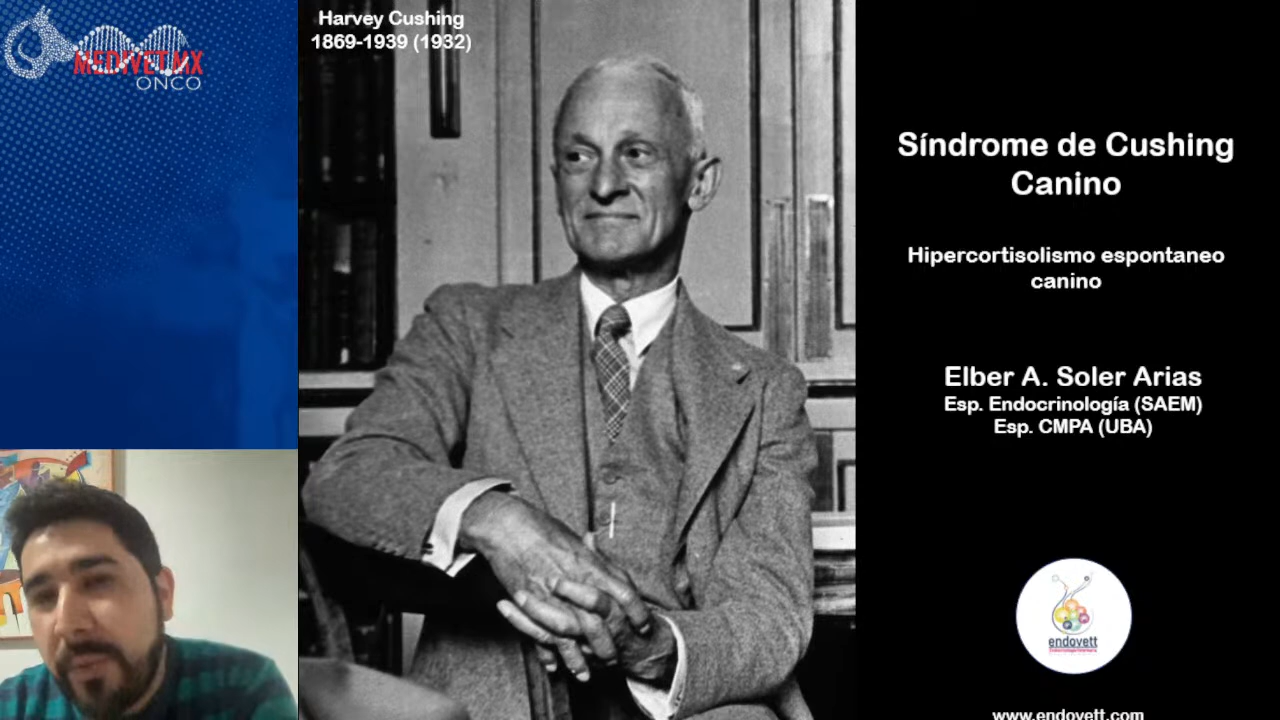 MEDIVET.MX
ONCO
Harvey Cushing
1869-1939 (1932)
Síndrome de Cushing
Canino
Hipercortisolismo espontaneo
canino
Elber A. Soler Arias
Esp. Endocrinología (SAEM)
Esp. CMPA (UBA)
endovett
www.endovett.com